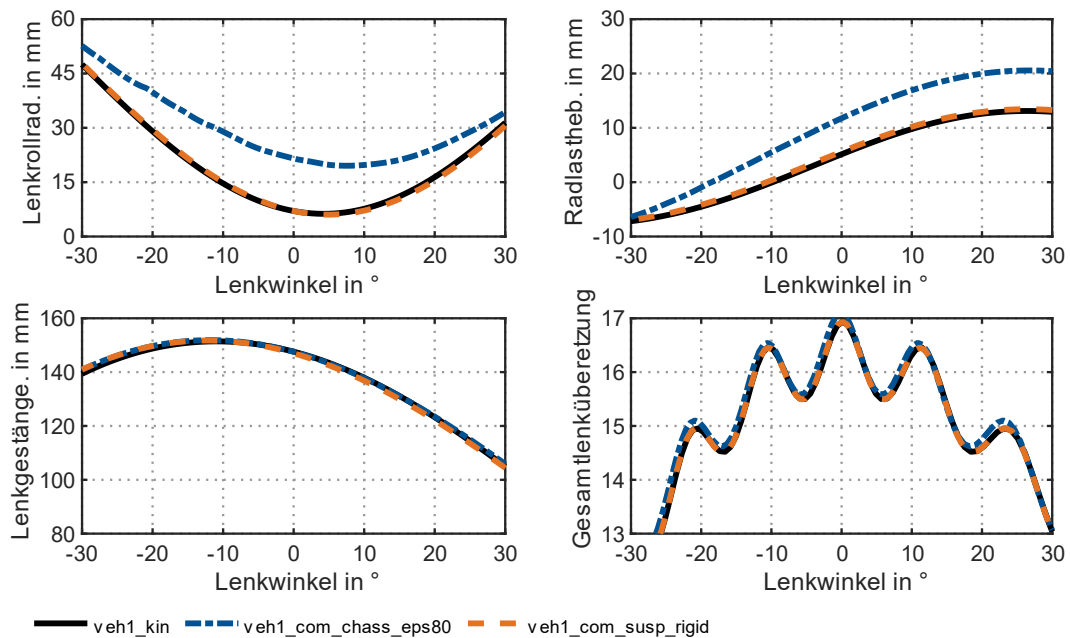 60
45
30
15
0
Lenkrollrad. in mm
-30 -20 -10 0 10 20 30
Lenkwinkel in °
30
20
10
0
-10
Radlastheb. in mm
-30 -20 -10 0 10 20 30
Lenkwinkel in °
160
140
120
100
80
Lenkgestänge. in mm
-30 -20 -10 0 10 20 30
Lenkwinkel in °
17
16
15
14
13
Gesamtlenküberetzung
-30 -20 -10 0 10 20 30
Lenkwinkel in °
veh1_kin veh1_com_chass_eps80 veh1_com_susp_rigid